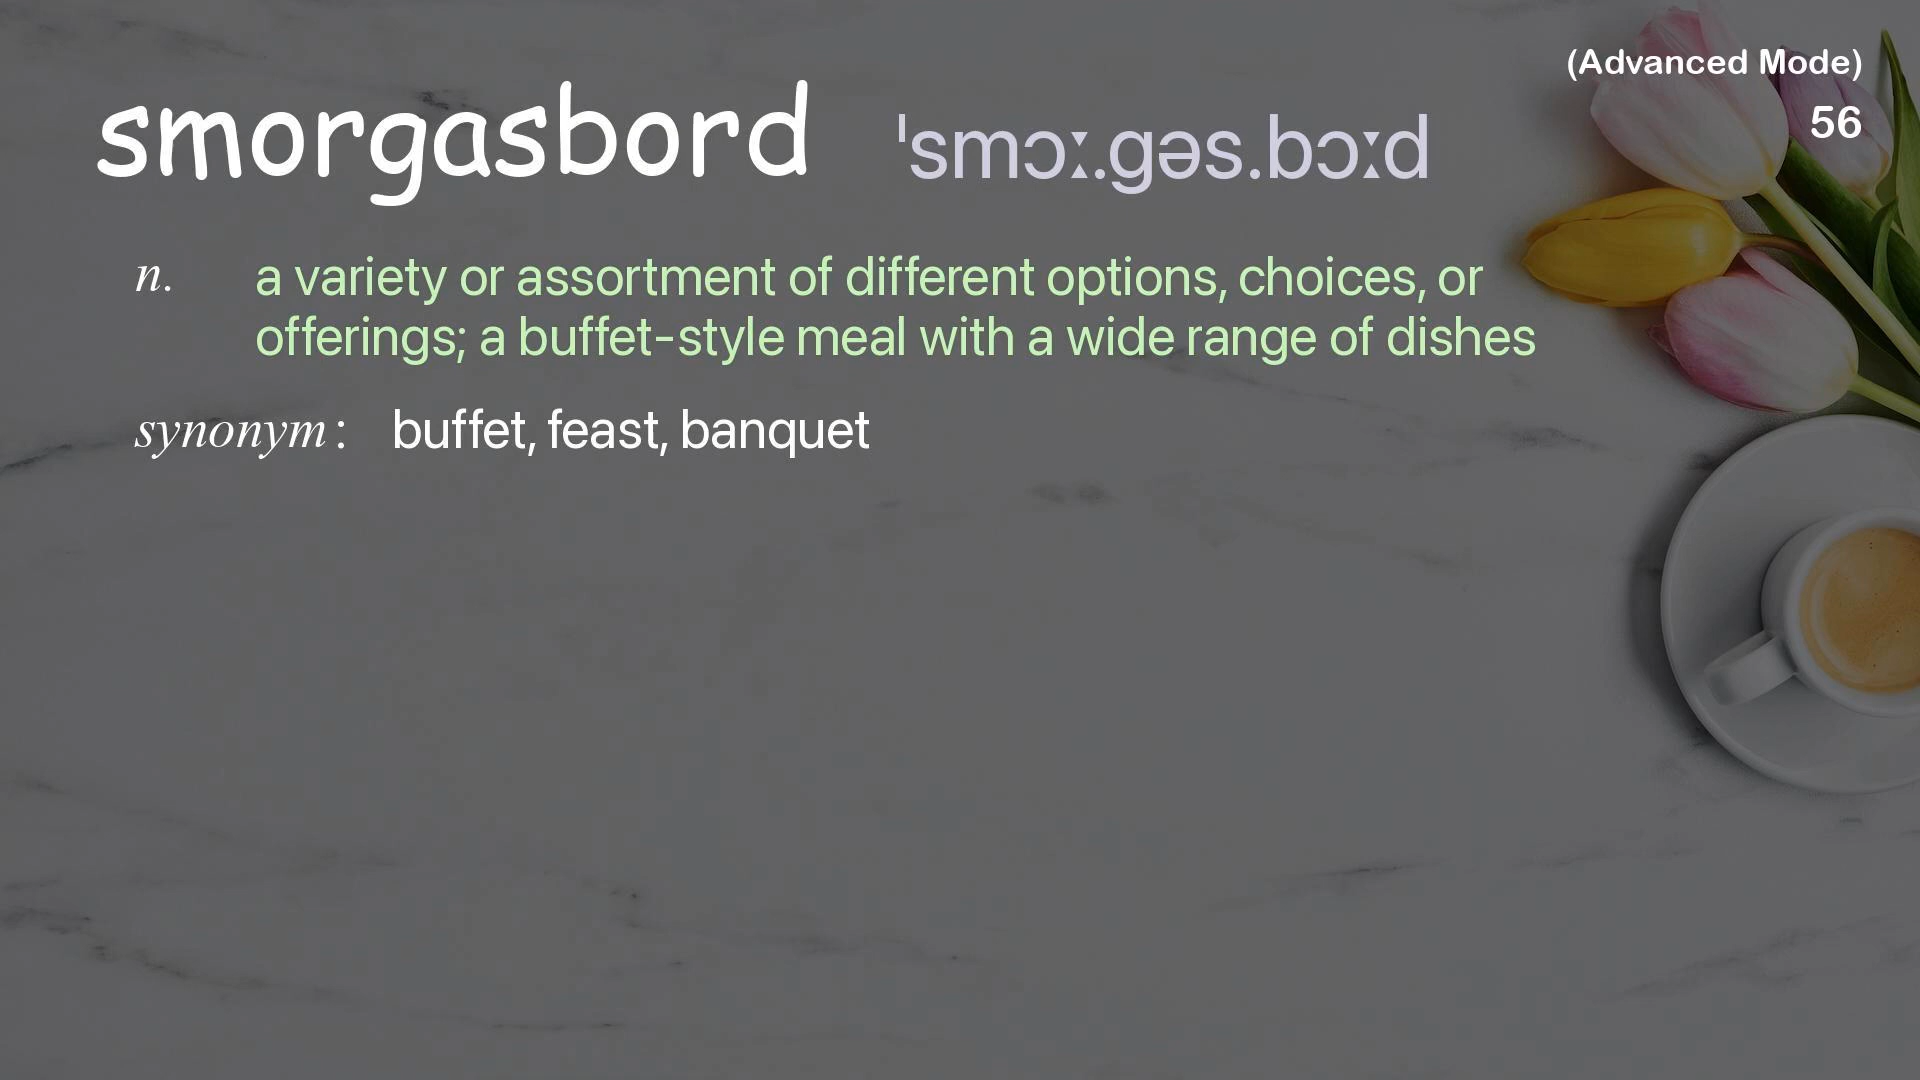 (Advanced Mode)
56
smorgasbord ˈsmɔː.gəs.bɔːd
n. a variety or assortment of different options, choices, or
offerings; a buffet-style meal with a wide range of dishes
synonym : buffet, feast, banquet